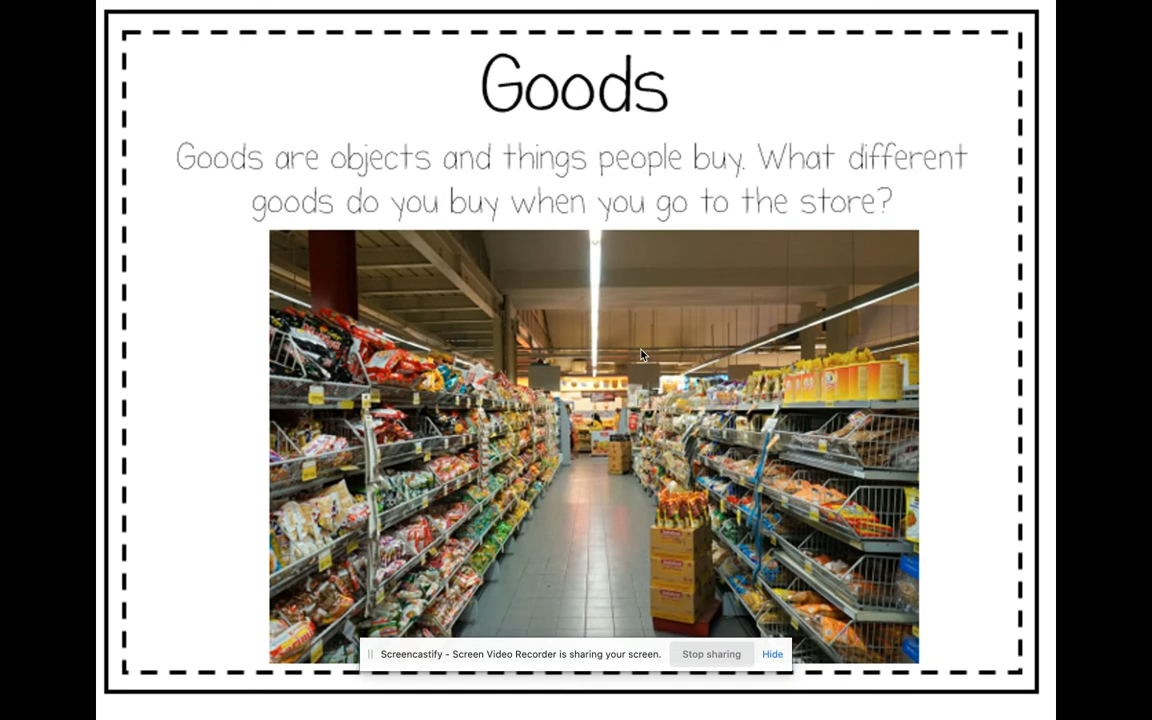 Goods
Goods are objects and things people buy. What different
goods do you buy when you go to the store?
Screencastify - Screen Video Recorder is sharing your screen.
Stop sharing
Hide